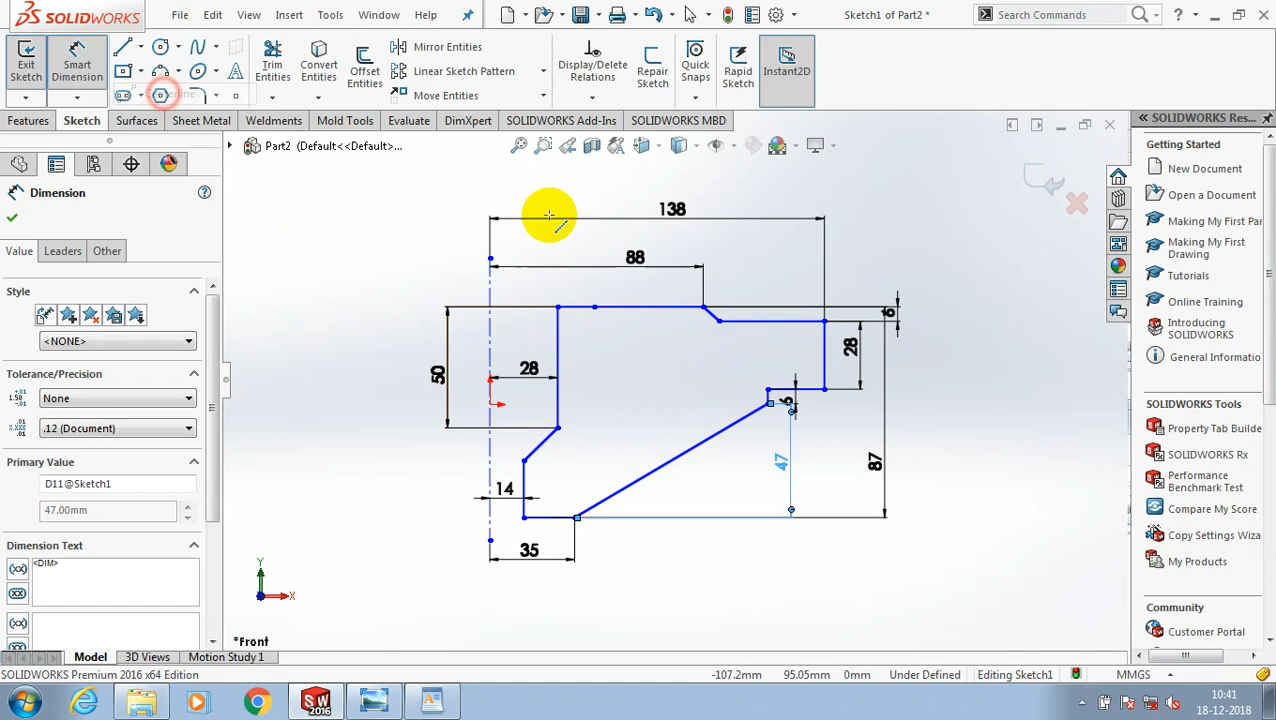 SOLIDWORKS
File
Edit
View
Insert
Tools
Window
Help
Sketch1 of Part2 *
Search Commands
Exit Sketch
Smart Dimension
Trim Entities
Convert Entities
Offset Entities
Mirror Entities
Linear Sketch Pattern
Move Entities
Display/Delete Relations
Repair Sketch
Quick Snaps
Rapid Sketch
Instant2D
Features
Sketch
Surfaces
Sheet Metal
Weldments
Mold Tools
Evaluate
DimXpert
SOLIDWORKS Add-Ins
SOLIDWORKS MBD
SOLIDWORKS Res...
Part2 (Default<<Default>...
Dimension
Value
Leaders
Other
Style
<NONE>
Tolerance/Precision
None
.12 (Document)
Primary Value
D11@Sketch1
47.00mm
Dimension Text
<DIM>
138
88
6
28
50
28
6
47
87
14
35
Y
X
*Front
Getting Started
New Document
Open a Document
Making My First Par
Making My First Draw
Tutorials
Online Training
Introducing SOLIDWORKS
General Informatio
SOLIDWORKS Tools
Property Tab Builde
SOLIDWORKS Rx
Performance Benchmark Test
Compare My Score
Copy Settings Wiza
My Products
Community
Customer Portal
Model
3D Views
Motion Study 1
SOLIDWORKS Premium 2016 x64 Edition
-107.2mm
95.05mm
0mm
Under Defined
Editing Sketch1
MMGS
SW 2016
10:41
18-12-2018